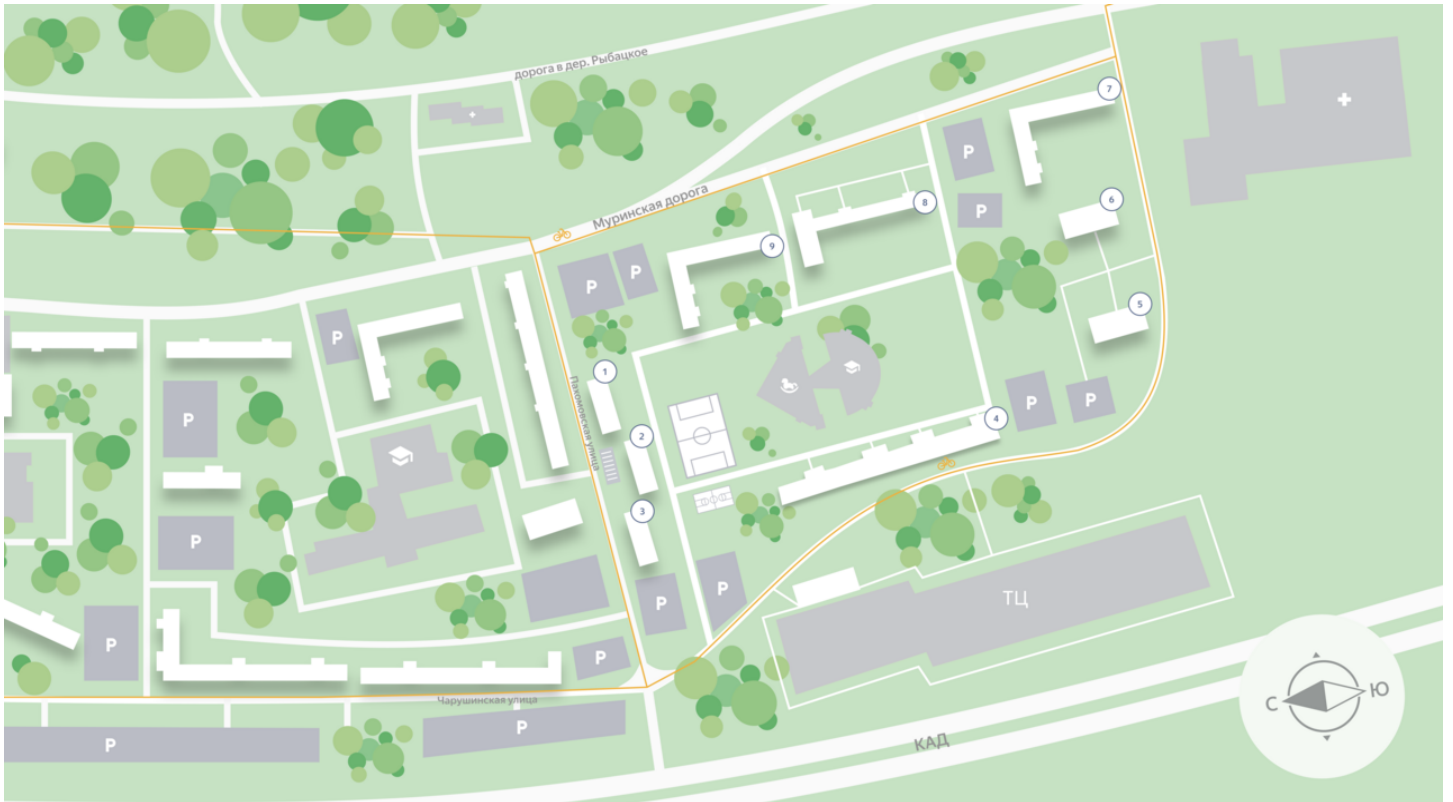 дорога в дер. Рыбацкое
7
Р
6
8
Р
Муринская дорога
9
Р
Р
5
Р
1
Р
Р
Пахомовская улица
4
Р
2
3
Р
Р
Р
ТЦ
Р
Р
Р
С
Ю
Чарушинская улица
Р
КАД
Р